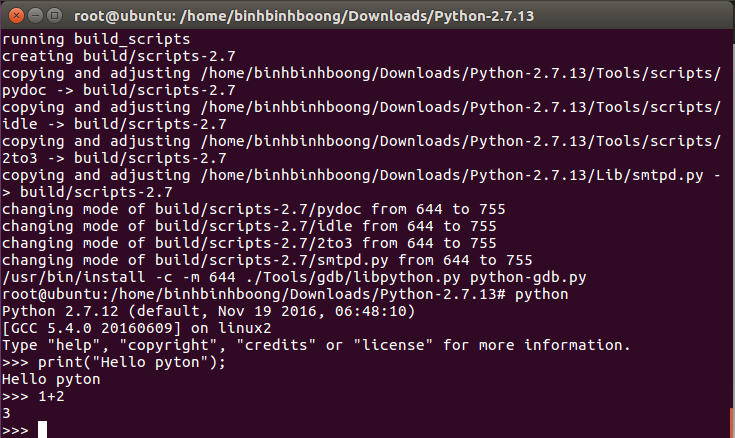 root@ubuntu: /home/binhbinhboong/Downloads/Python-2.7.13
running build_scripts
creating build/scripts-2.7
copying and adjusting /home/binhbinhboong/Downloads/Python-2.7.13/Tools/scripts/
pydoc -> build/scripts-2.7
copying and adjusting /home/binhbinhboong/Downloads/Python-2.7.13/Tools/scripts/
idle -> build/scripts-2.7
copying and adjusting /home/binhbinhboong/Downloads/Python-2.7.13/Tools/scripts/
2to3 -> build/scripts-2.7
copying and adjusting /home/binhbinhboong/Downloads/Python-2.7.13/Lib/smtpd.py -
> build/scripts-2.7
changing mode of build/scripts-2.7/pydoc from 644 to 755
changing mode of build/scripts-2.7/idle from 644 to 755
changing mode of build/scripts-2.7/2to3 from 644 to 755
changing mode of build/scripts-2.7/smtpd.py from 644 to 755
/usr/bin/install -c -m 644 ./Tools/gdb/libpython.py python-gdb.py
root@ubuntu:/home/binhbinhboong/Downloads/Python-2.7.13# python
Python 2.7.12 (default, Nov 19 2016, 06:48:10)
[GCC 5.4.0 20160609] on linux2
Type "help", "copyright", "credits" or "license" for more information.
>>> print("Hello pyton");
Hello pyton
>>> 1+2
3
>>>